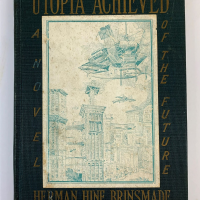 UTOPIA ACHIEVED
A NOVEL
OF THE FUTURE
HERMAN HINE BRINSMADE